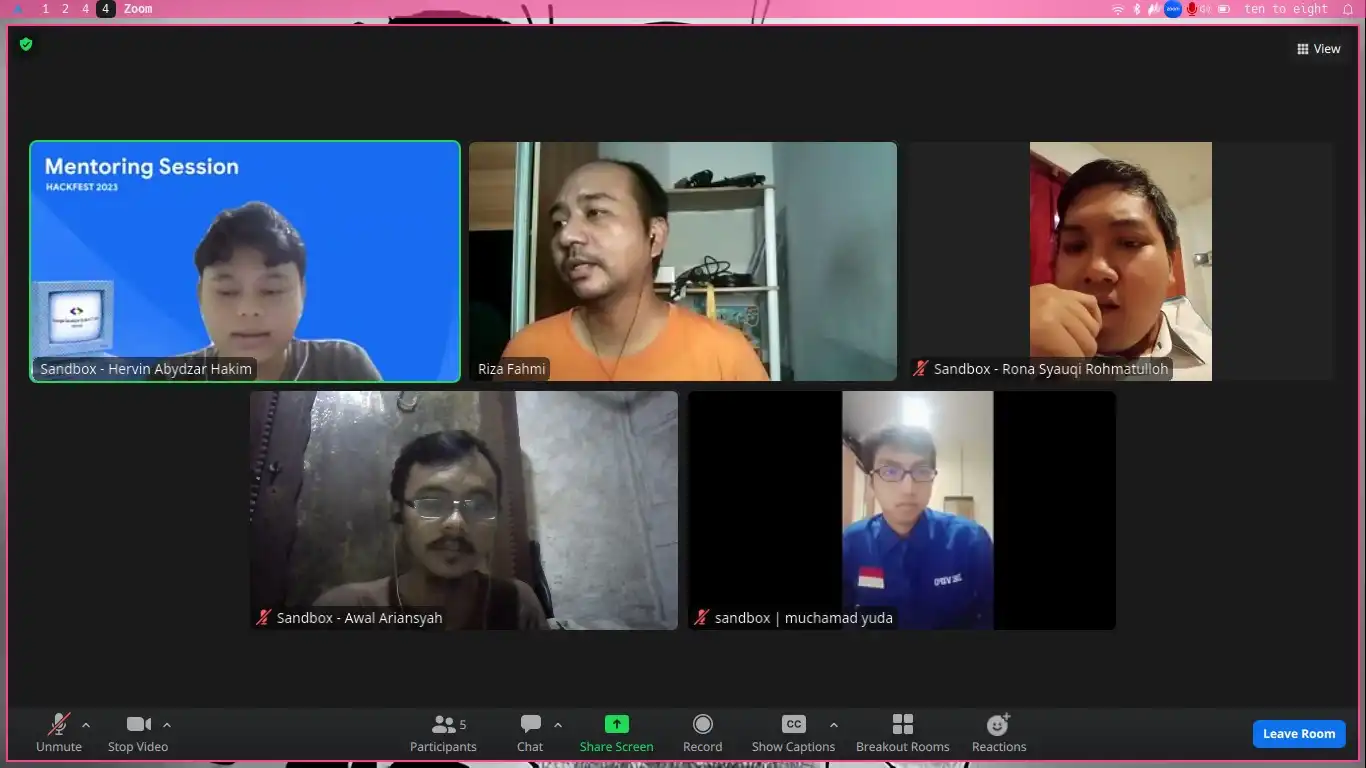 1 2 4 4 Zoom
zoom
ten to eight
View
Mentoring Session
HACKFEST 2023
Sandbox - Hervin Abydzar Hakim
Riza Fahmi
Sandbox - Rona Syauqi Rohmatulloh
Sandbox - Awal Ariansyah
sandbox | muchamad yuda
5
CC
Unmute
Stop Video
Participants
Chat
Share Screen
Record
Show Captions
Breakout Rooms
Reactions
Leave Room